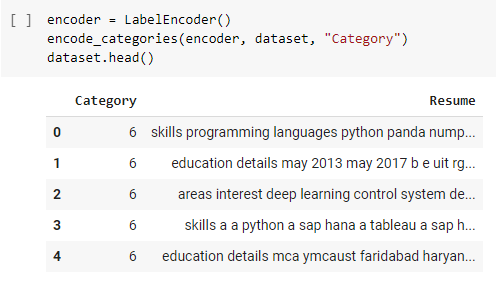 [ ] encoder = LabelEncoder()
encode_categories(encoder, dataset, "Category")
dataset.head()
Category Resume
0 6 skills programming languages python panda nump...
1 6 education details may 2013 may 2017 b e uit rg...
2 6 areas interest deep learning control system de...
3 6 skills a a python a sap hana a tableau a sap h...
4 6 education details mca ymcaust faridabad haryan...